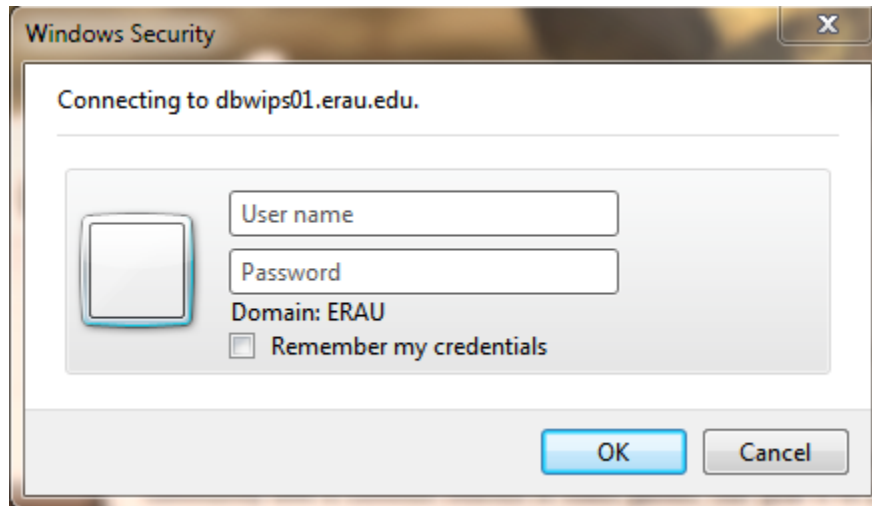 Windows Security
Connecting to dbwips01.erau.edu.
User name
Password
Domain: ERAU
Remember my credentials
OK
Cancel